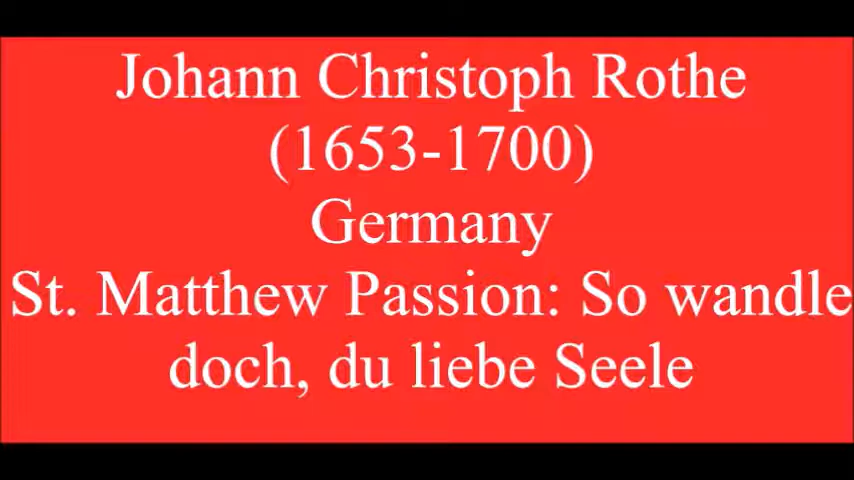 Johann Christoph Rothe
(1653-1700)
Germany
St. Matthew Passion: So wandle
doch, du liebe Seele